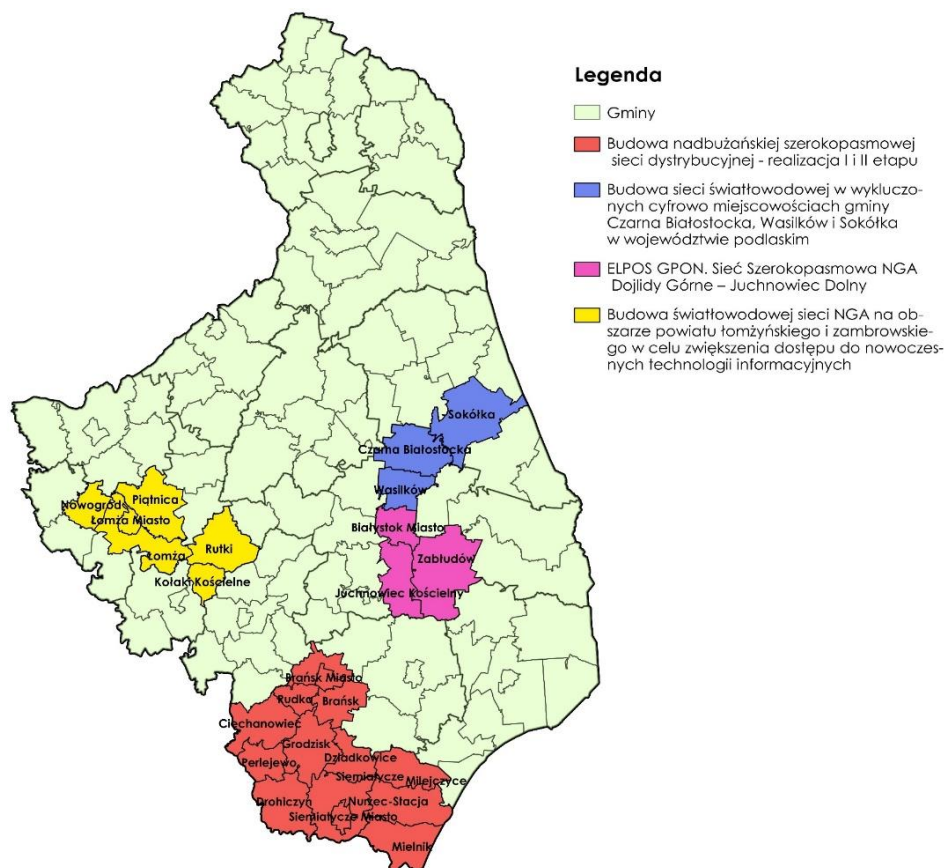 Legenda
Gminy
Budowa nadbużańskiej szerokopasmowej
sieci dystrybucyjnej - realizacja I i II etapu
Budowa sieci światłowodowej w wykluczo-
nych cyfrowo miejscowościach gminy
Czarna Białostocka, Wasilków i Sokółka
w województwie podlaskim
ELPOS GPON. Sieć Szerokopasmowa NGA
Dojlidy Górne – Juchnowiec Dolny
Budowa światłowodowej sieci NGA na ob-
szarze powiatu łomżyńskiego i zambrowskie-
go w celu zwiększenia dostępu do nowoczes-
nych technologii informacyjnych
Sokółka
Czarna Białostocka
Wasilków
Nowogród
Piątnica
Łomża Miasto
Białystok Miasto
Rutki
Łomża
Zabłudów
Kołaki Kościelne
Juchnowiec Kościelny
Brańsk Miasto
Rudka
Brańsk
Ciechanowiec
Grodzisk
Perlejewo
Dziadkowice
Siemiatycze
Milejczyce
Drohiczyn
Nurzec-Stacja
Siemiatycze Miasto
Mielnik